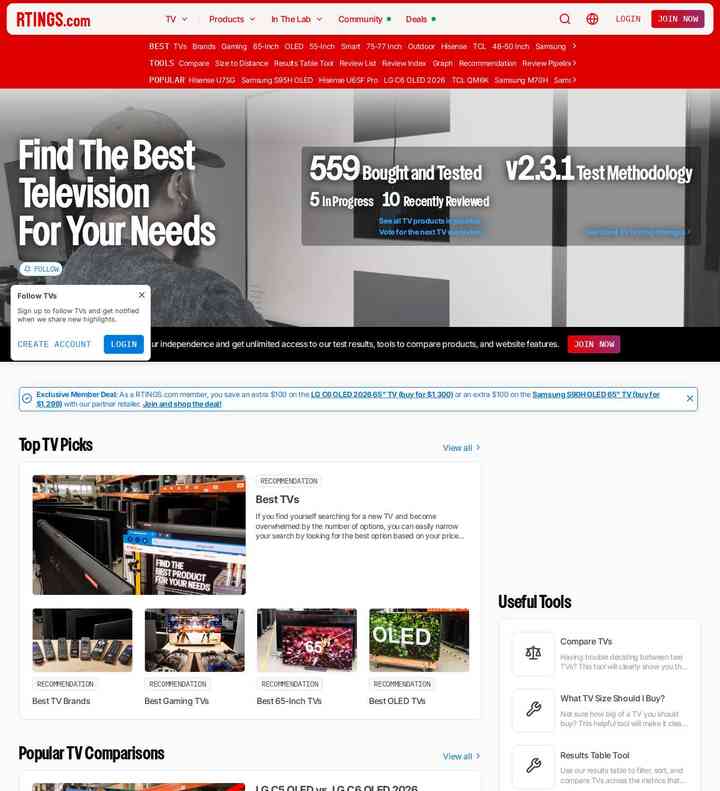 RTINGS.com
TV Products In The Lab Community Deals LOGIN JOIN NOW
BEST TVs Brands Gaming 65-Inch OLED 55-Inch Smart 75-77 Inch Outdoor Hisense TCL 48-50 Inch Samsung
TOOLS Compare Size to Distance Results Table Tool Review List Review Index Graph Recommendation Review Pipeline
POPULAR Hisense U75G Samsung S95H OLED Hisense U65F Pro LG C6 OLED 2026 TCL QM6K Samsung M70H
Find The Best
Television
For Your Needs
559 Bought and Tested
v2.3.1 Test Methodology
5 In Progress 10 Recently Reviewed
See all TV products
Vote for the next TV
FOLLOW
Follow TVs
Sign up to follow TVs and get notified
when we share new highlights.
CREATE ACCOUNT LOGIN
ur independence and get unlimited access to our test results, tools to compare products, and website features. JOIN NOW
Exclusive Member Deal: As a RTINGS.com member, you save an extra $100 on the LG C6 OLED 2026 65" TV (buy for $1,300) or an extra $100 on the Samsung S90H OLED 65" TV (buy for
$1,299) with our partner retailer. Join and shop the deal!
Top TV Picks
View all
RECOMMENDATION
Best TVs
If you find yourself searching for a new TV and become
overwhelmed by the number of options, you can easily narrow
your search by looking for the best option based on your price...
FIND THE
BEST PRODUCT
FOR YOUR NEEDS
65"
OLED
RECOMMENDATION
Best TV Brands
RECOMMENDATION
Best Gaming TVs
RECOMMENDATION
Best 65-Inch TVs
RECOMMENDATION
Best OLED TVs
Useful Tools
Compare TVs
Having trouble deciding between two
TVs? This tool will clearly show you th...
What TV Size Should I Buy?
Not sure how big of a TV you should
buy? This helpful tool will make it clea...
Results Table Tool
Use our results table to filter, sort, and
compare TVs across the metrics that...
Popular TV Comparisons
View all
LG C5 OLED vs. LG C6 OLED 2026